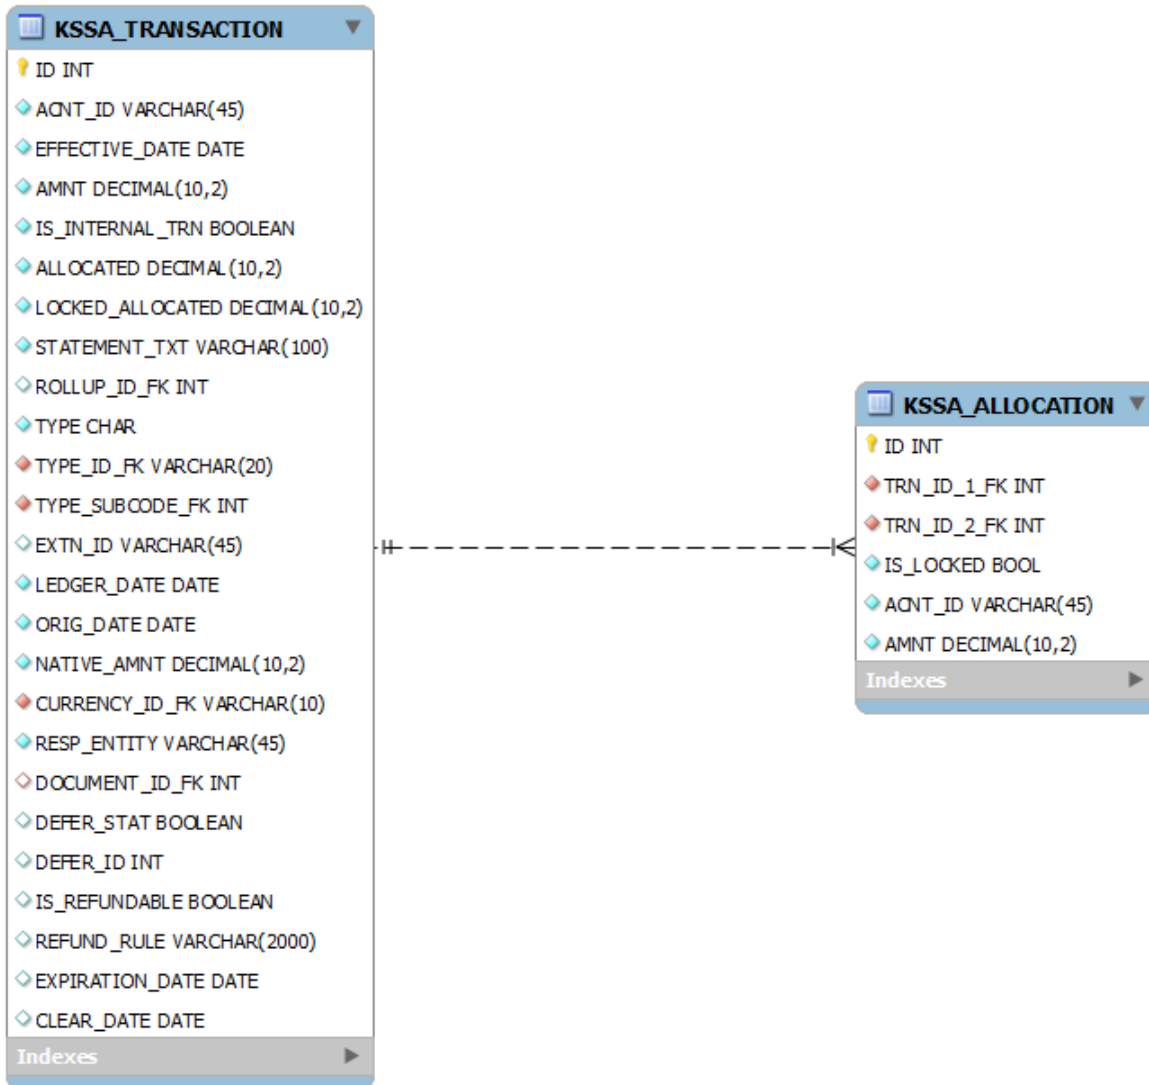 KSSA_TRANSACTION
ID INT
ACNT_ID VARCHAR(45)
EFFECTIVE_DATE DATE
AMNT DECIMAL(10,2)
IS_INTERNAL_TRN BOOLEAN
ALLOCATED DECIMAL(10,2)
LOCKED_ALLOCATED DECIMAL(10,2)
STATEMENT_TXT VARCHAR(100)
ROLLUP_ID_FK INT
TYPE CHAR
TYPE_ID_FK VARCHAR(20)
TYPE_SUBCODE_FK INT
EXTN_ID VARCHAR(45)
LEDGER_DATE DATE
ORIG_DATE DATE
NATIVE_AMNT DECIMAL(10,2)
CURRENCY_ID_FK VARCHAR(10)
RESP_ENTITY VARCHAR(45)
DOCUMENT_ID_FK INT
DEFER_STAT BOOLEAN
DEFER_ID INT
IS_REFUNDABLE BOOLEAN
REFUND_RULE VARCHAR(2000)
EXPIRATION_DATE DATE
CLEAR_DATE DATE
Indexes
KSSA_ALLOCATION
ID INT
TRN_ID_1_FK INT
TRN_ID_2_FK INT
IS_LOCKED BOOL
ACNT_ID VARCHAR(45)
AMNT DECIMAL(10,2)
Indexes